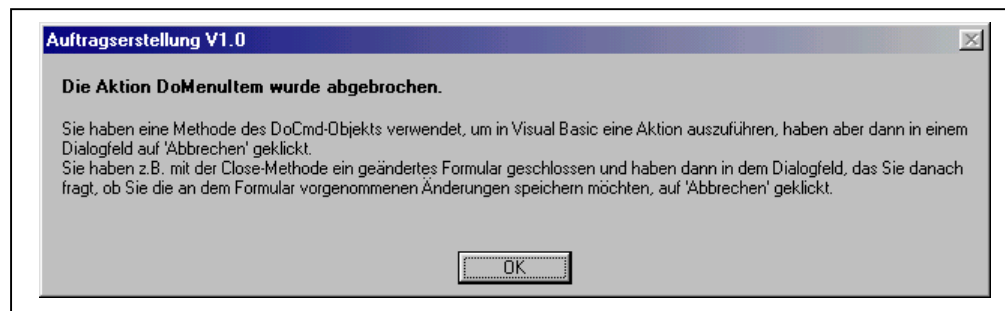 Auftragserstellung V1.0
Die Aktion DoMenuItem wurde abgebrochen.
Sie haben eine Methode des DoCmd-Objekts verwendet, um in Visual Basic eine Aktion auszuführen, haben aber dann in einem
Dialogfeld auf 'Abbrechen' geklickt.
Sie haben z.B. mit der Close-Methode ein geändertes Formular geschlossen und haben dann in dem Dialogfeld, das Sie danach
fragt, ob Sie die an dem Formular vorgenommenen Änderungen speichern möchten, auf 'Abbrechen' geklickt.
OK